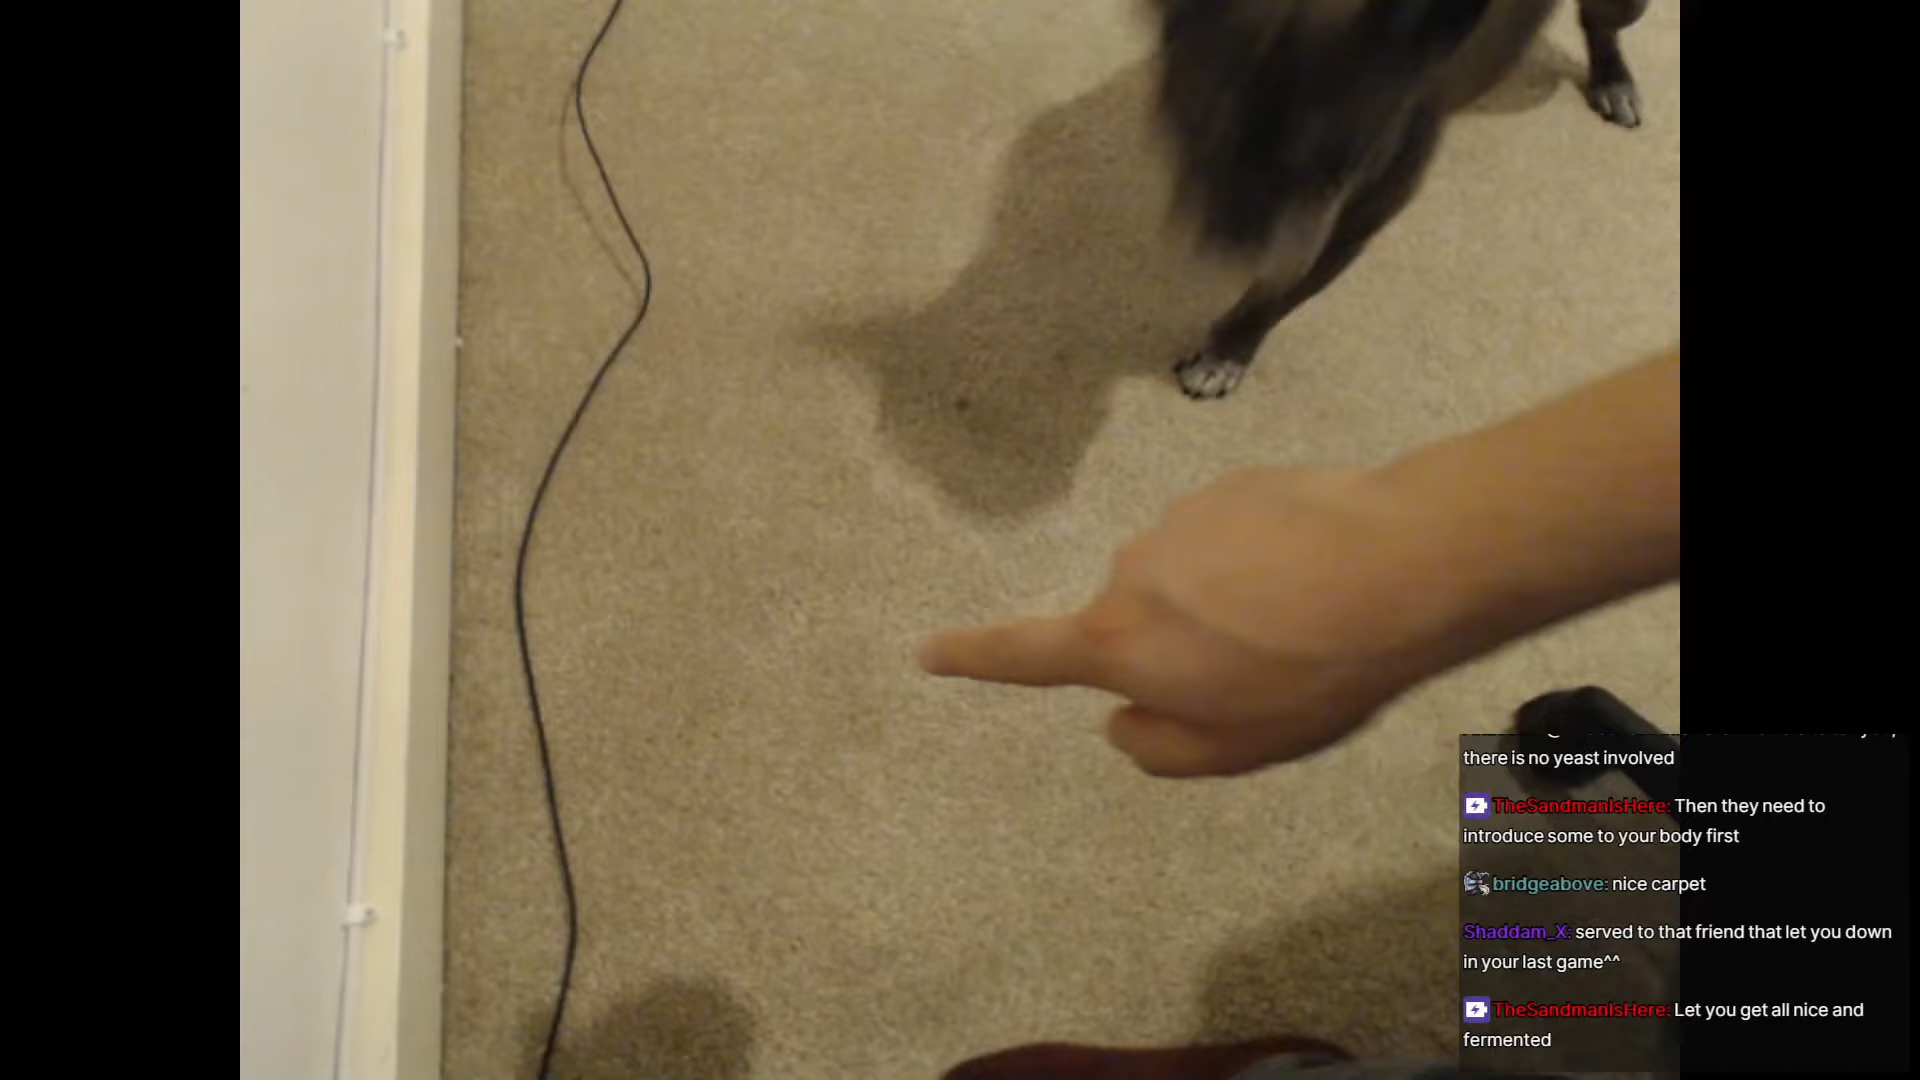 there is no yeast involved
TheSandmanIsHere: Then they need to
introduce some to your body first
bridgeabove: nice carpet
Shaddam_X: served to that friend that let you down
in your last game^^
TheSandmanIsHere: Let you get all nice and
fermented